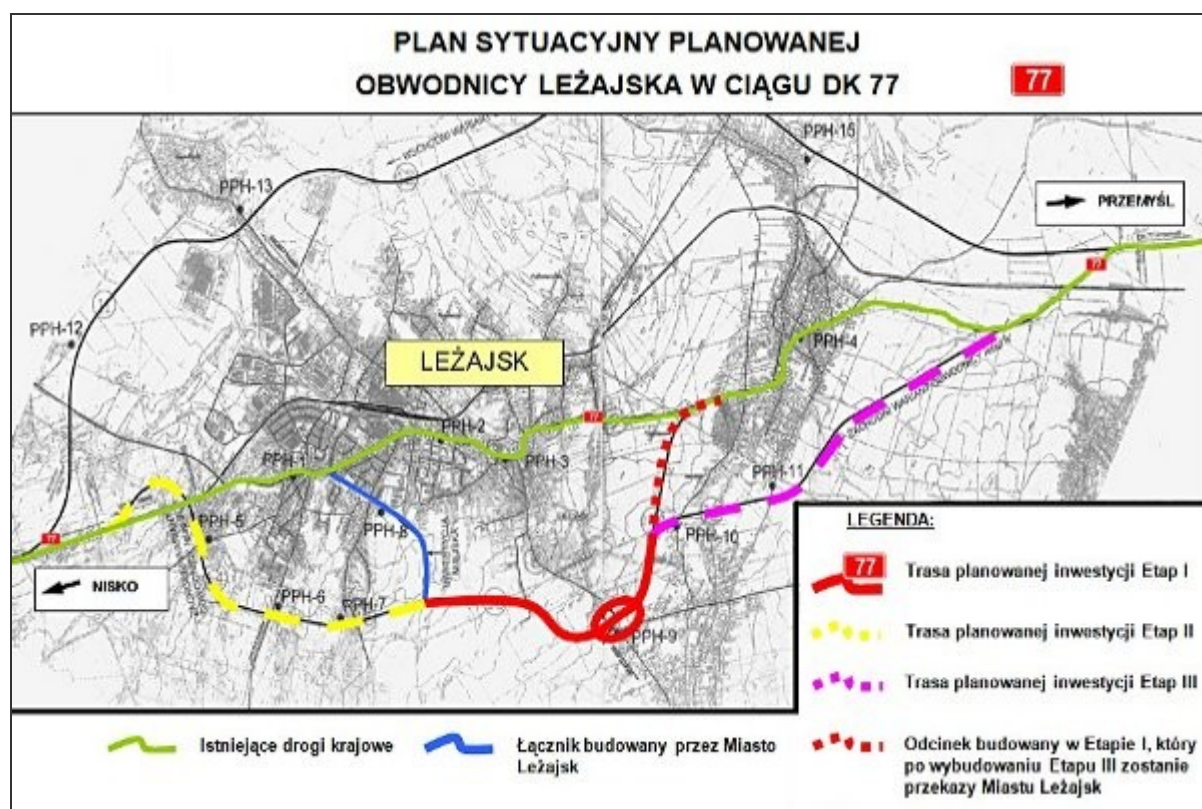 PLAN SYTUACYJNY PLANOWANEJ
OBWODNICY LEŻAJSKA W CIĄGU DK 77
77
PPH-15
PPH-13
PRZEMYŚL
77
PPH-12
PPH-4
LEŻAJSK
77
PPH-2
PPH-3
PPH-1
PPH-11
PPH-8
PPH-5
PPH-10
77
NISKO
PPH-6
PPH-7
PPH-9
LEGENDA:
77
Trasa planowanej inwestycji Etap I
Trasa planowanej inwestycji Etap II
Trasa planowanej inwestycji Etap III
Istniejące drogi krajowe
Łącznik budowany przez Miasto
Leżajsk
Odcinek budowany w Etapie I, który
po wybudowaniu Etapu III zostanie
przekazy Miastu Leżajsk